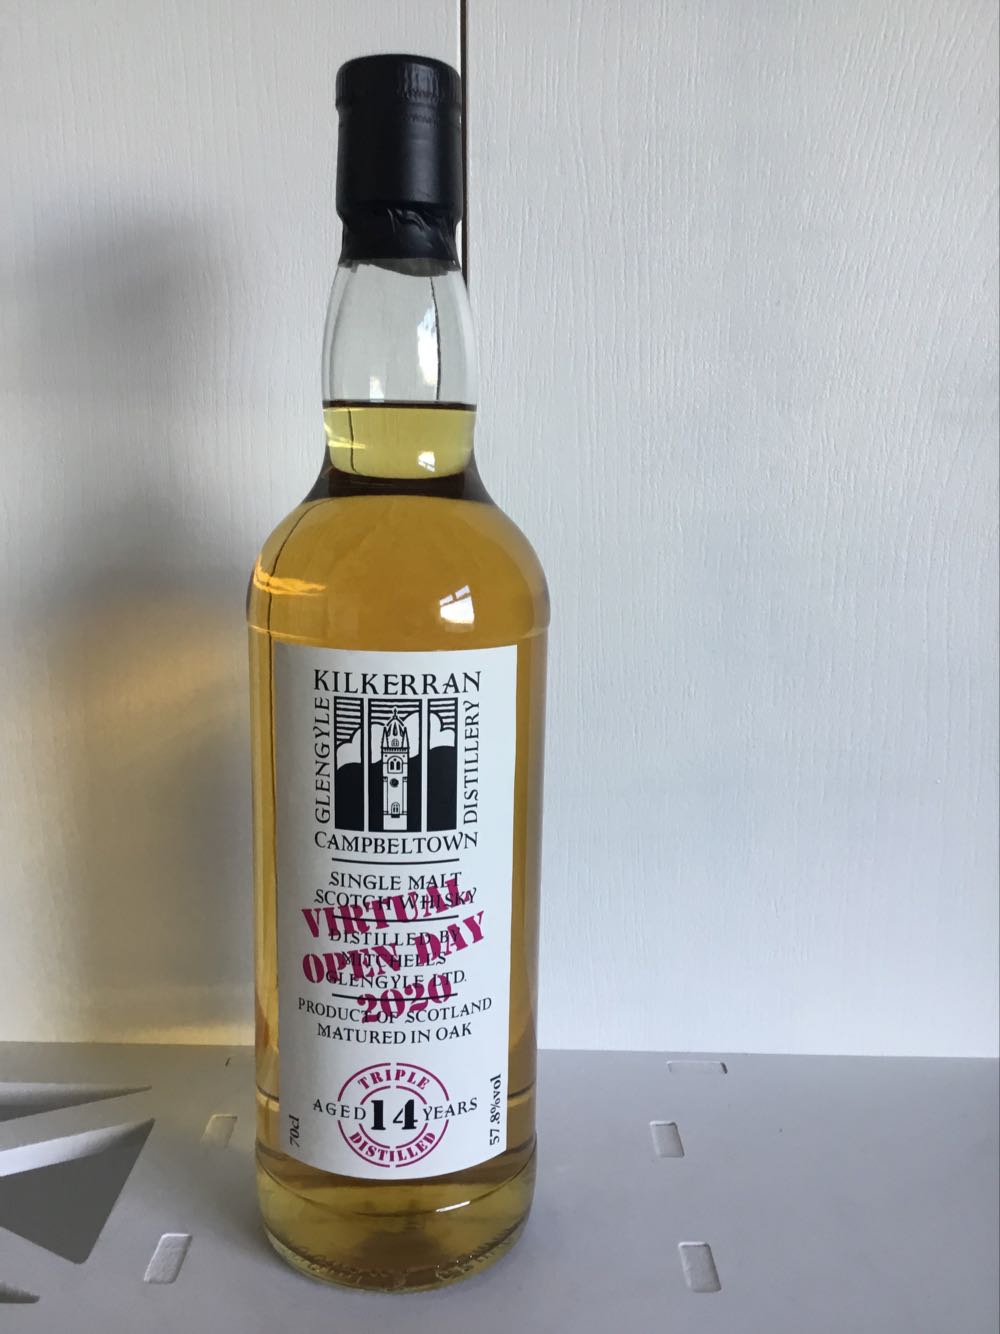 KILKERRAN
GLENGYLE
DISTILLERY
CAMPBELTOWN
SINGLE MALT
SCOTCH WHISKY
VIRTUAL
OPEN DAY
2020
DISTILLED BY
MITCHELLS
GLENGYLE LTD.
PRODUCT OF SCOTLAND
MATURED IN OAK
TRIPLE
AGED 14 YEARS
DISTILLED
70cl
57.8%vol